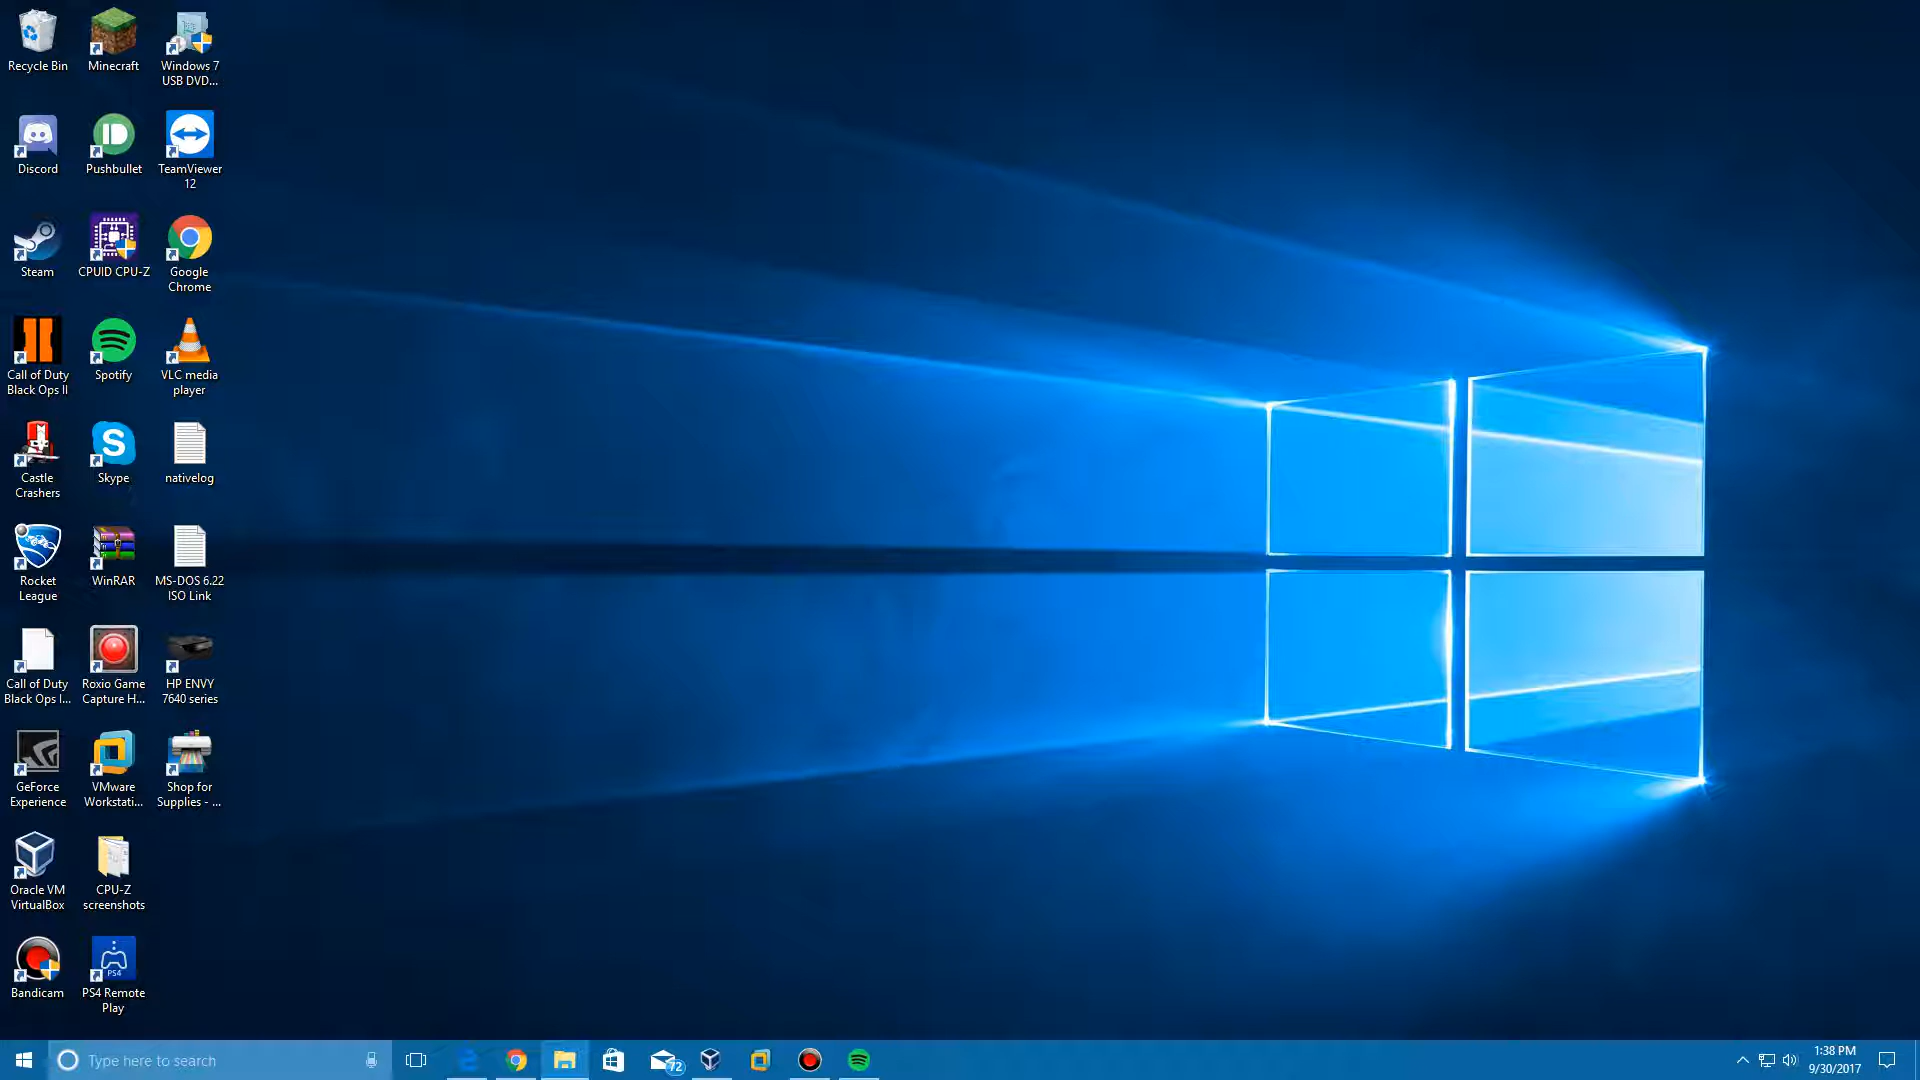 Recycle Bin
Minecraft
Windows 7
USB DVD...
Discord
Pushbullet
TeamViewer
12
Steam
CPUID CPU-Z
Google
Chrome
Call of Duty
Black Ops II
Spotify
VLC media
player
Castle
Crashers
Skype
nativelog
Rocket
League
WinRAR
MS-DOS 6.22
ISO Link
Call of Duty
Black Ops I...
Roxio Game
Capture H...
HP ENVY
7640 series
GeForce
Experience
VMware
Workstati...
Shop for
Supplies - ...
Oracle VM
VirtualBox
CPU-Z
screenshots
Bandicam
PS4
PS4 Remote
Play
Type here to search
72
1:38 PM
9/30/2017